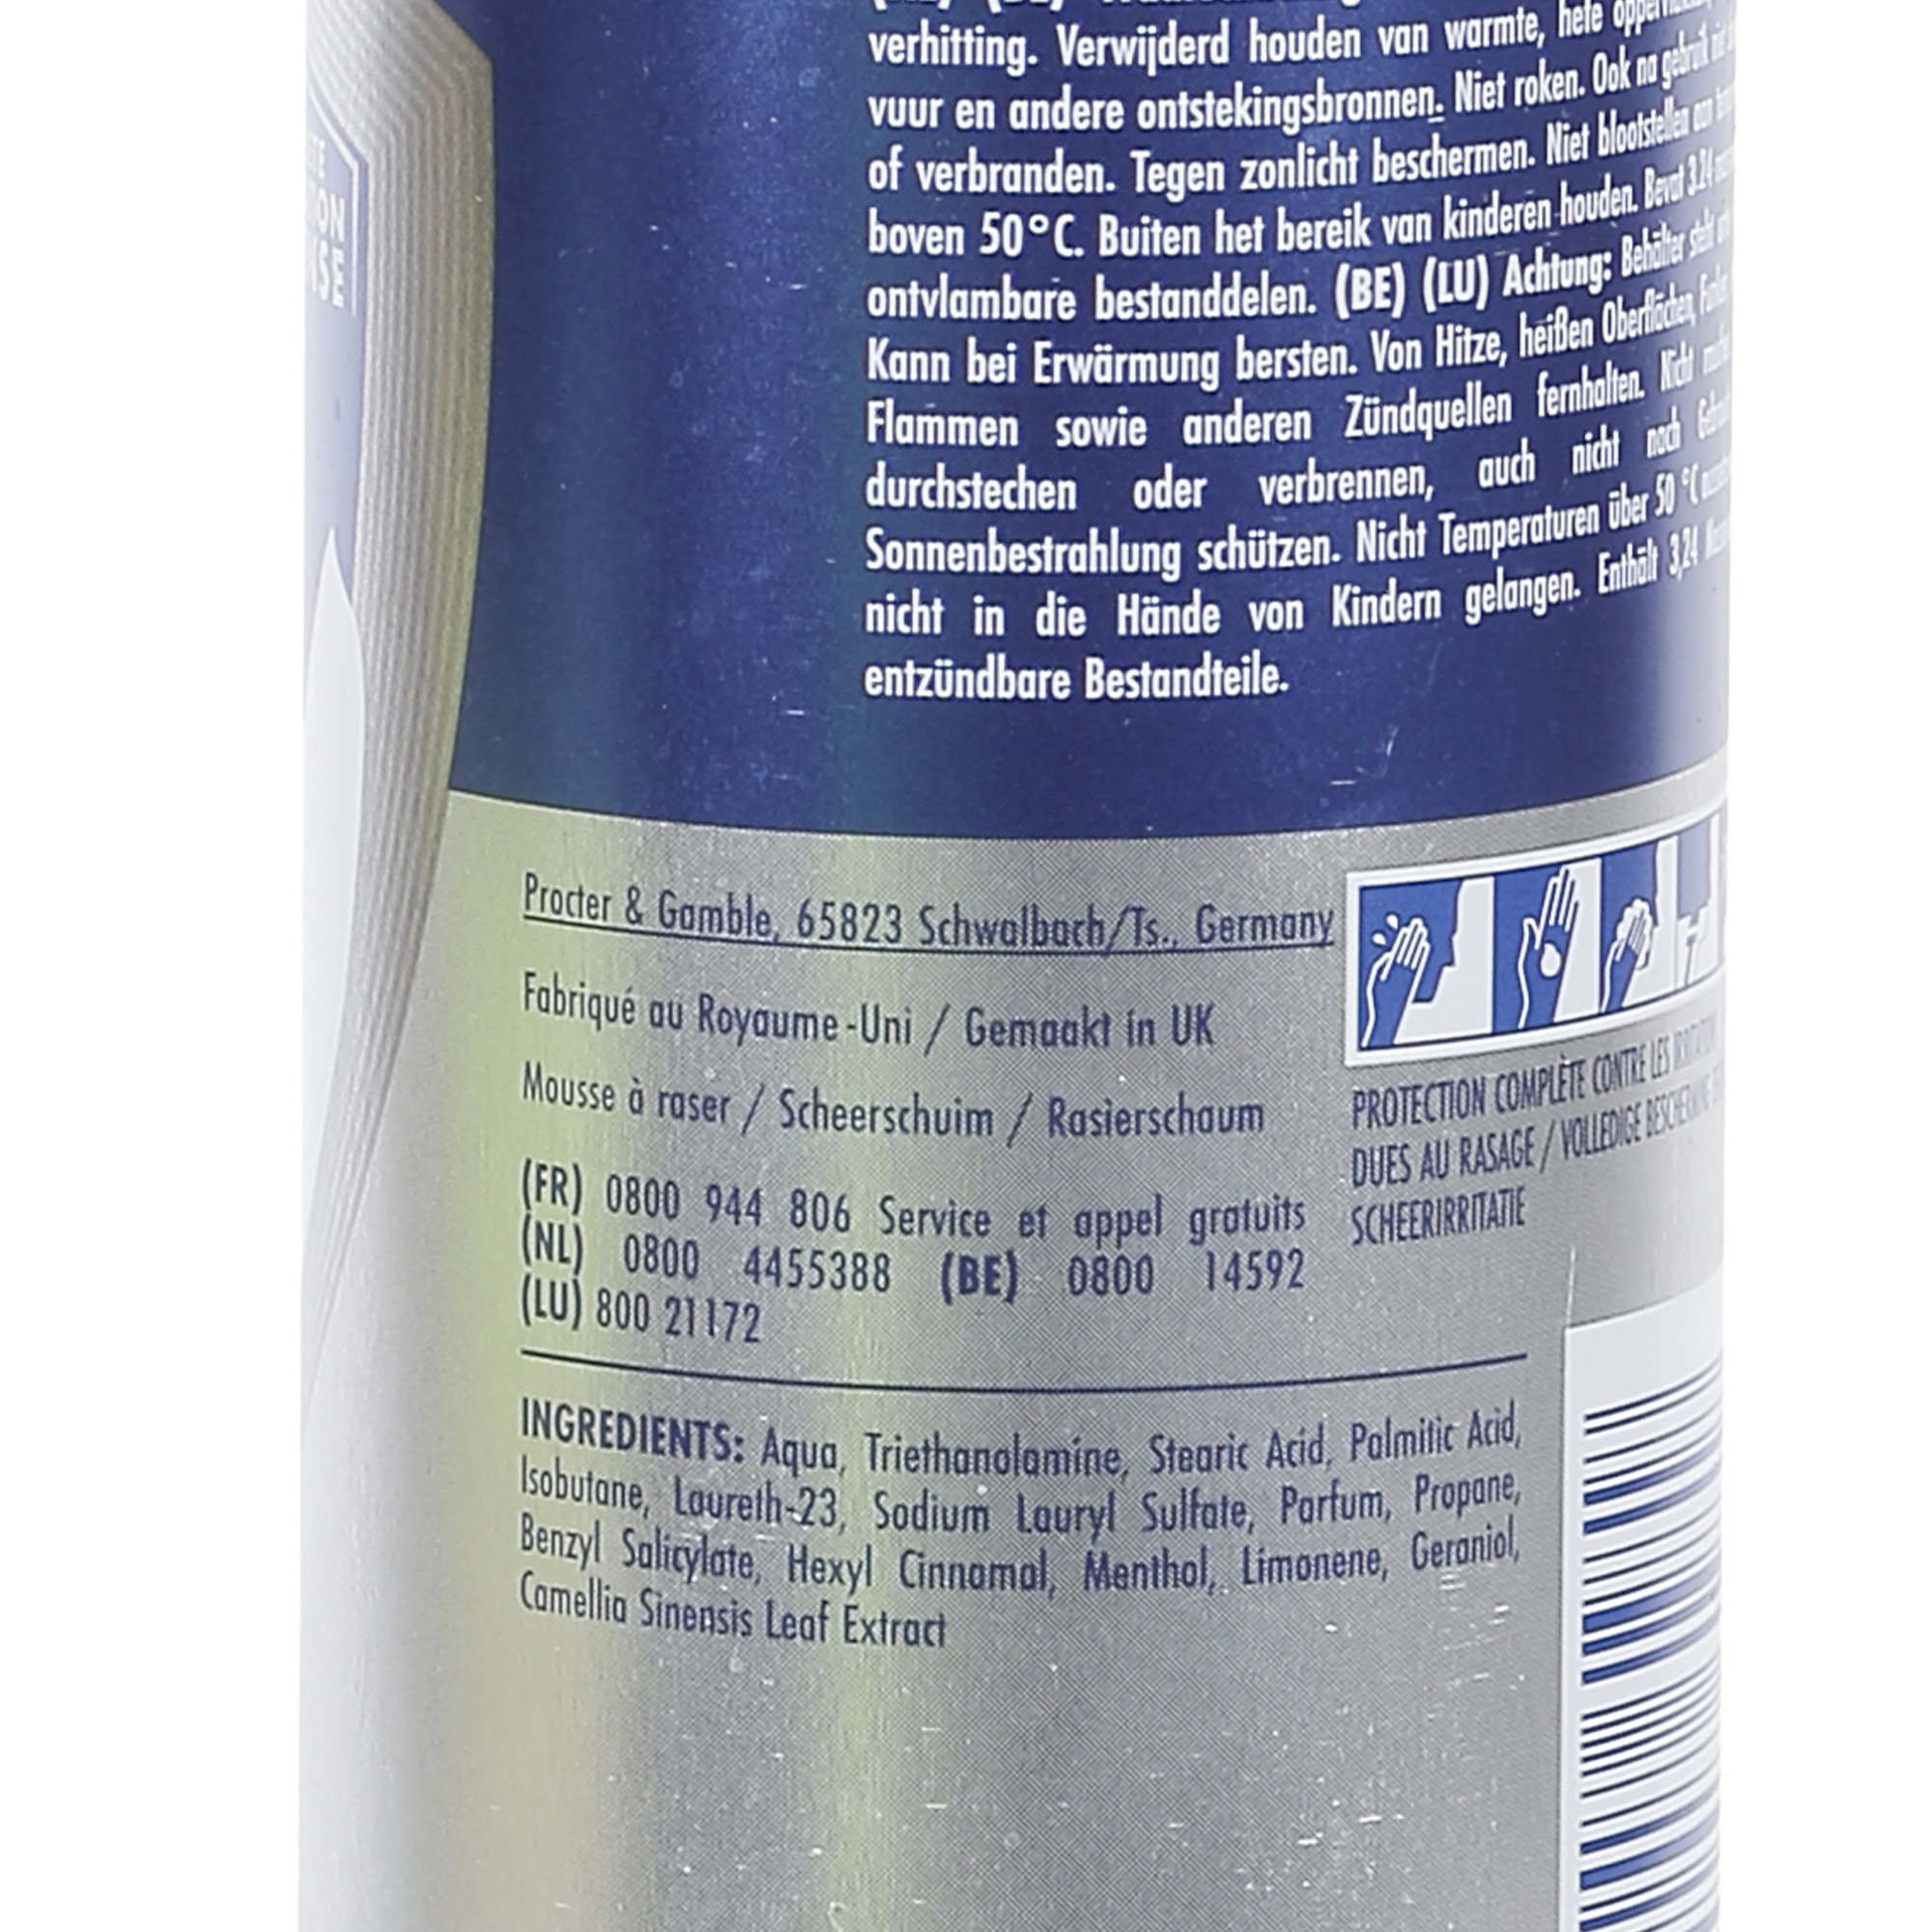 verhitting. Verwijderd houden van warmte, hete
vuur en andere ontstekingsbronnen. Niet roken. Ook na gebruik niet
of verbranden. Tegen zonlicht beschermen. Niet blootstellen aan
boven 50°C. Buiten het bereik van kinderen houden. Bevat 3.24
ontvlambare bestanddelen. (BE) (LU) Achtung: Behälter steht
Kann bei Erwärmung bersten. Von Hitze, heißen Oberflächen, Funken
Flammen sowie anderen Zündquellen fernhalten. Nicht
durchstechen oder verbrennen, auch nicht nach
Sonnenbestrahlung schützen. Nicht Temperaturen über 50 °C
nicht in die Hände von Kindern gelangen. Enthält 3,24
entzündbare Bestandteile.
Procter & Gamble, 65823 Schwalbach/Ts., Germany
Fabriqué au Royaume-Uni / Gemaakt in UK
Mousse à raser / Scheerschuim / Rasierschaum
(FR) 0800 944 806 Service et appel gratuits
(NL) 0800 4455388 (BE) 0800 14592
(LU) 800 21172
PROTECTION COMPLÈTE CONTRE LES IRRITATION
DUES AU RASAGE / VOLLEDIGE
SCHEERIRRITATIE
INGREDIENTS: Aqua, Triethanolamine, Stearic Acid, Palmitic Acid,
Isobutane, Laureth-23, Sodium Lauryl Sulfate, Parfum, Propane,
Benzyl Salicylate, Hexyl Cinnamal, Menthol, Limonene, Geraniol,
Camellia Sinensis Leaf Extract